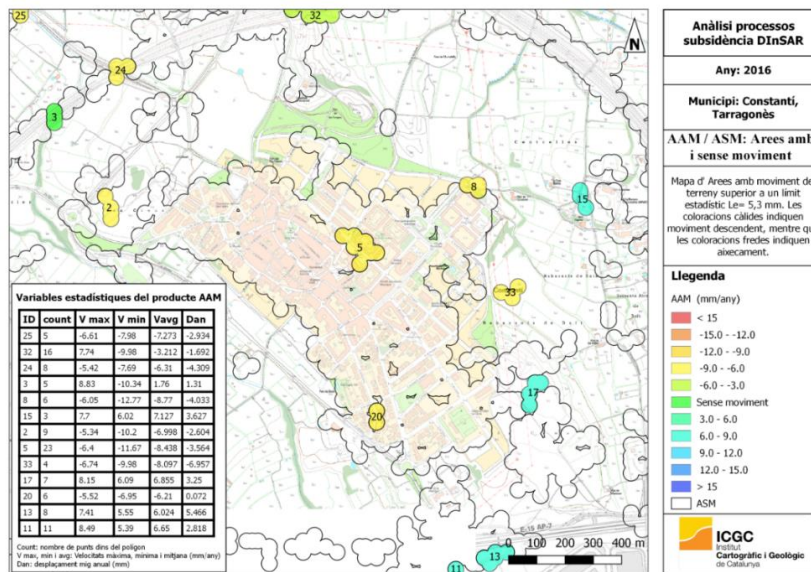 25
32
24
3
2
8
15
5
33
17
20
13
11
N
Variables estadístiques del producte AAM
ID count V max V min Vavg Dan
25 5 -6.61 -7.98 -7.273 -2.934
32 16 7.74 -9.98 -3.212 -1.692
24 8 -5.42 -7.69 -6.31 -4.309
3 5 8.83 -10.34 1.76 1.31
8 6 -6.05 -12.77 -8.77 -4.033
15 3 7.7 6.02 7.127 3.627
2 9 -5.34 -10.2 -6.998 -2.604
5 23 -6.4 -11.67 -8.438 -3.564
33 4 -6.74 -9.98 -8.097 -6.957
17 7 8.15 6.09 6.855 3.25
20 6 -5.52 -6.95 -6.21 0.072
13 8 7.41 5.55 6.024 5.466
11 11 8.49 5.39 6.65 2.818
Count: nombre de punts dins del polígon
V max, min i avg: Velocitats màxima, mínima i mitjana (mm/any)
Dan: desplaçament mig anual (mm)
E-15 AP-7
0 100 200 300 400 m
Anàlisi processos
subsidència DInSAR
Any: 2016
Municipi: Constantí,
Tarragonès
AAM / ASM: Arees amb
i sense moviment
Mapa d' Arees amb moviment de
terreny superior a un límit
estadístic Le= 5,3 mm. Les
coloracions càlides indiquen
moviment descendent, mentre qu
les coloracions fredes indiquen
aixecament.
Llegenda
AAM (mm/any)
< 15
-15.0 - -12.0
-12.0 - -9.0
-9.0 - -6.0
-6.0 - -3.0
Sense moviment
3.0 - 6.0
6.0 - 9.0
9.0 - 12.0
12.0 - 15.0
> 15
ASM
ICGC
Institut
Cartogràfic i Geològic
de Catalunya